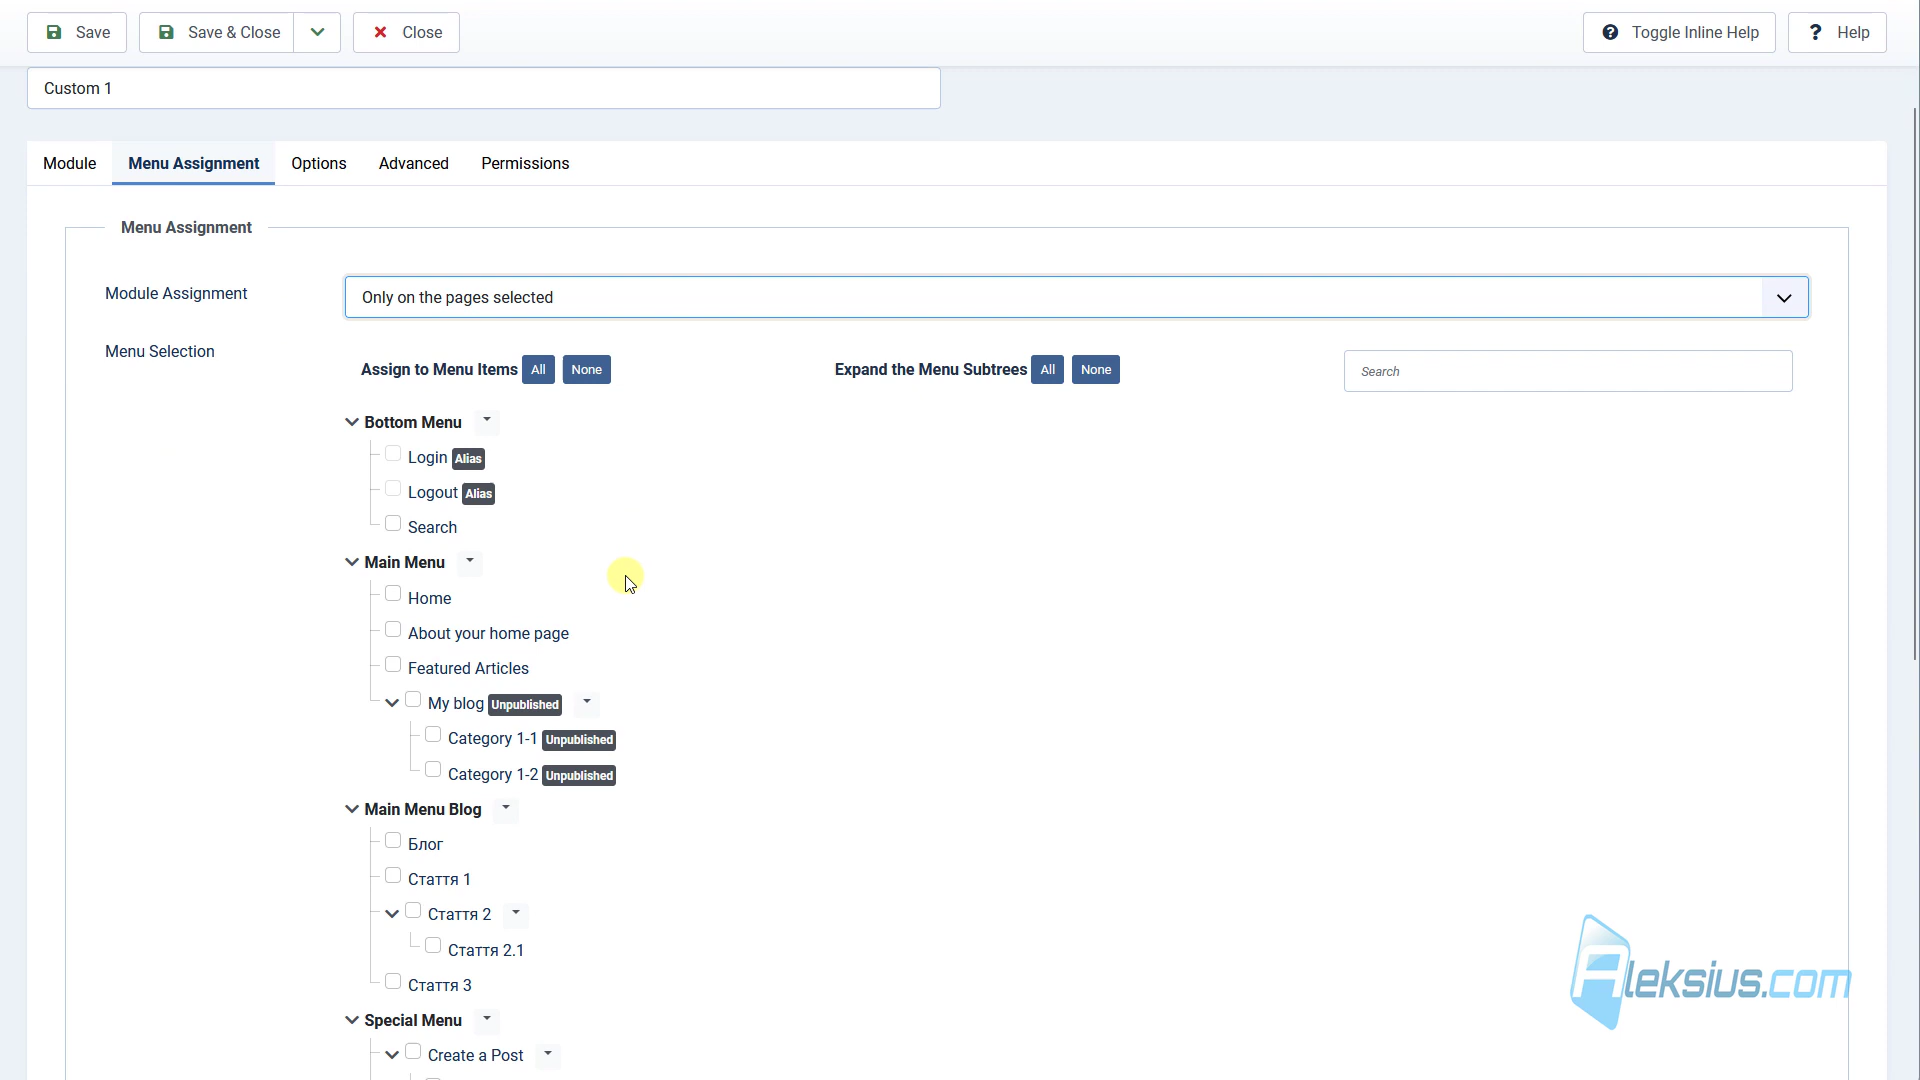 Save
Save & Close
Close
Toggle Inline Help
? Help
Custom 1
Module
Menu Assignment
Options
Advanced
Permissions
Menu Assignment
Module Assignment
Only on the pages selected
Menu Selection
Assign to Menu Items All None
Expand the Menu Subtrees All None
Search
Bottom Menu
Login Alias
Logout Alias
Search
Main Menu
Home
About your home page
Featured Articles
My blog Unpublished
Category 1-1 Unpublished
Category 1-2 Unpublished
Main Menu Blog
Блог
Стаття 1
Стаття 2
Стаття 2.1
Стаття 3
Special Menu
Create a Post
Aleksius.com